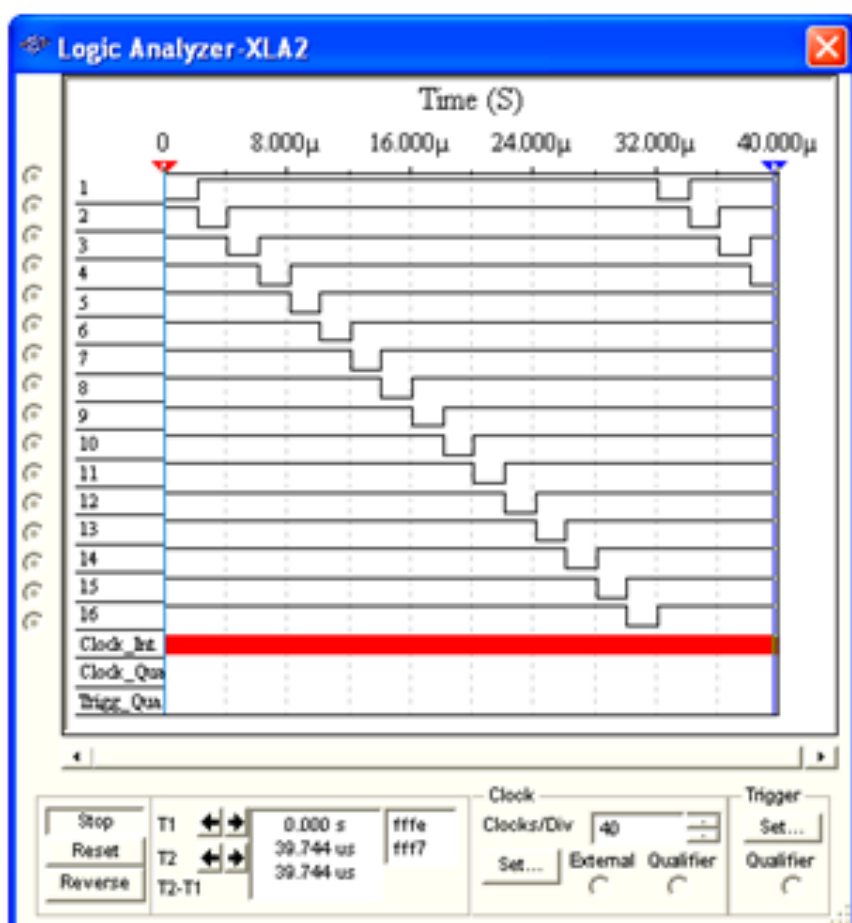 Logic Analyzer-XLA2
Time (S)
0 8.000µ 16.000µ 24.000µ 32.000µ 40.000µ
1
2
3
4
5
6
7
8
9
10
11
12
13
14
15
16
Clock_Int
Clock_Qua
Trigg_Qua
Stop
Reset
Reverse
T1
T2
T2-T1
0.000 s
39.744 us
39.744 us
fffe
fff7
Clock
Clocks/Div 40
Set... External Qualifier
Trigger
Set...
Qualifier